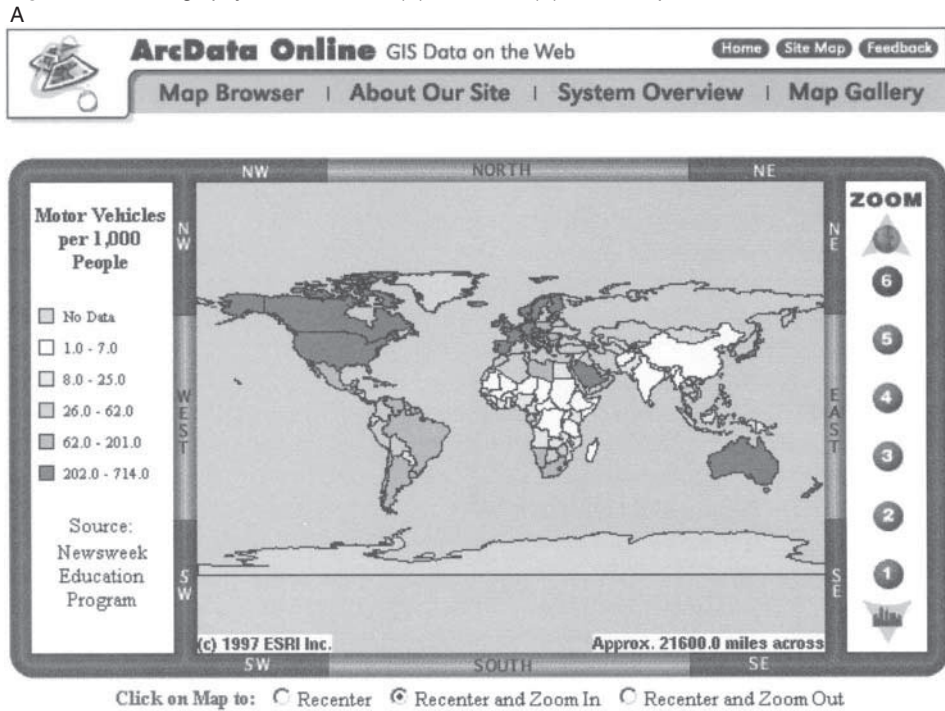 A
ArcData Online GIS Data on the Web
Home Site Map Feedback
Map Browser | About Our Site | System Overview | Map Gallery
NW NORTH NE
Motor Vehicles
per 1,000
People
No Data
1.0 - 7.0
8.0 - 25.0
26.0 - 62.0
62.0 - 201.0
202.0 - 714.0
Source:
Newsweek
Education
Program
NW
WEST
SW
(c) 1997 ESRI Inc.
Approx. 21600.0 miles across
NE
EAST
SE
SW SOUTH SE
ZOOM
6
5
4
3
2
1
Click on Map to: Recenter Recenter and Zoom In Recenter and Zoom Out